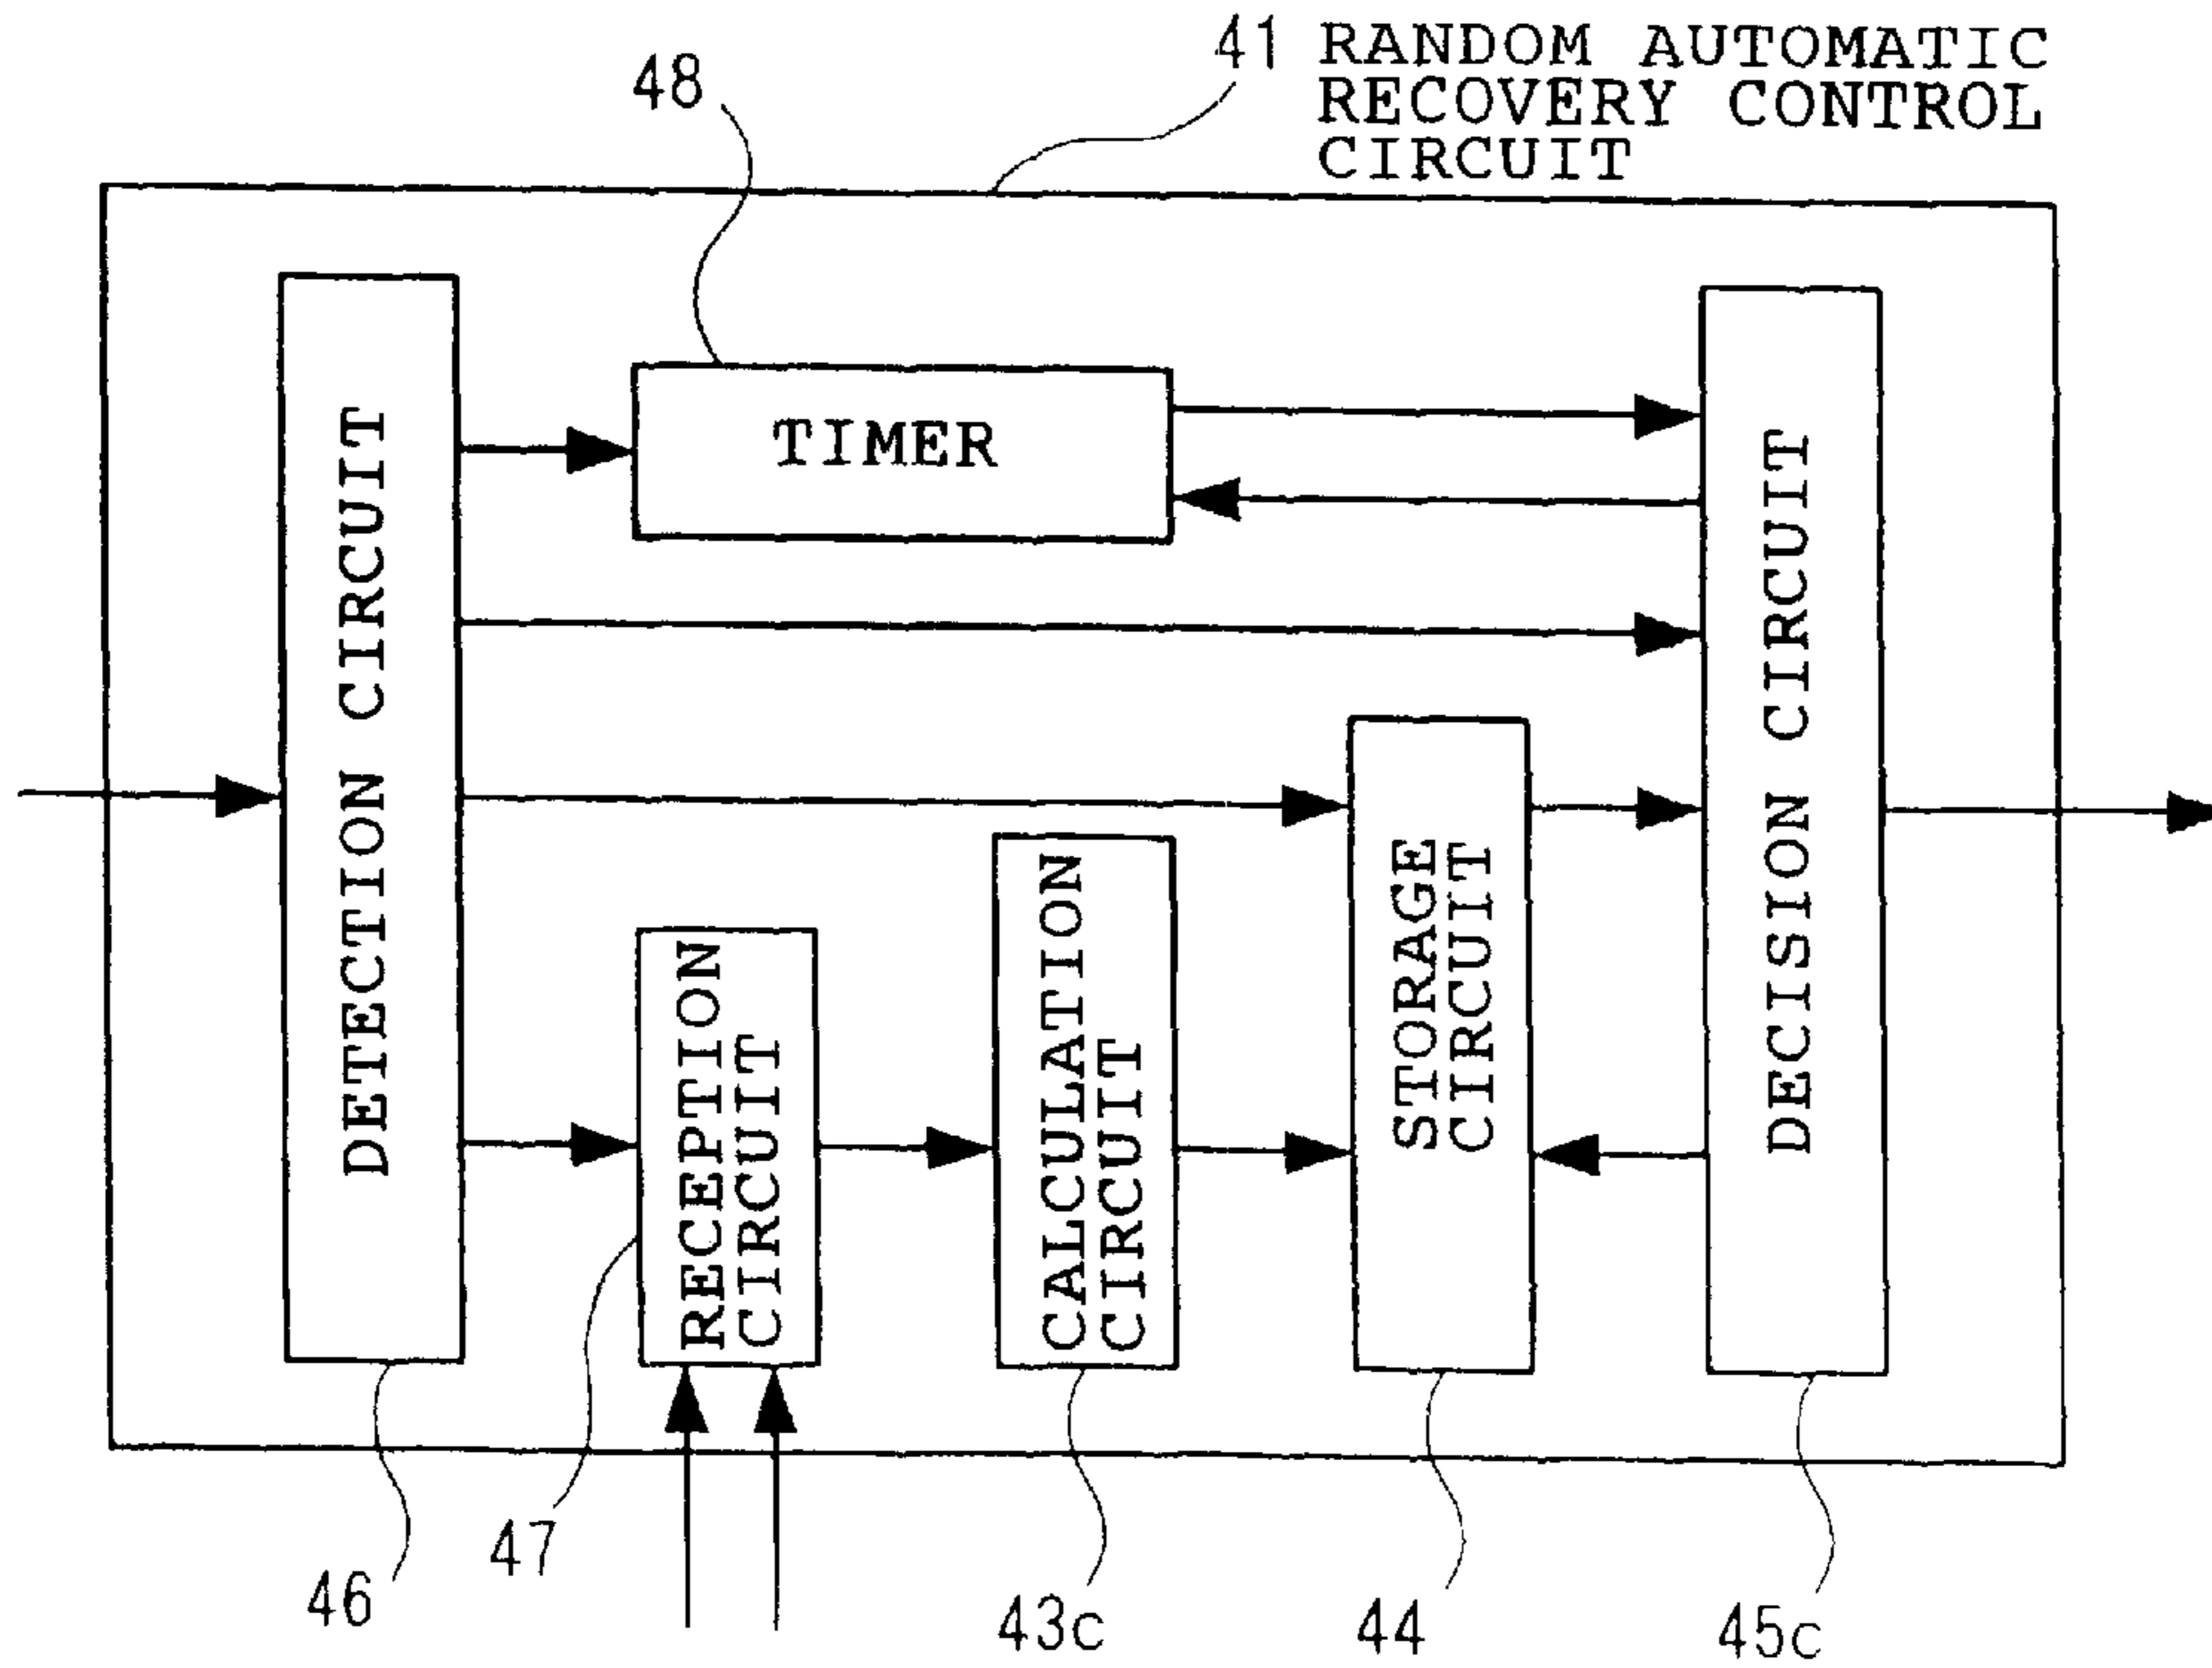 41 RANDOM AUTOMATIC
RECOVERY CONTROL
CIRCUIT
48
TIMER
DETECTION CIRCUIT
DECISION CIRCUIT
RECEPTION
CIRCUIT
CALCULATION
CIRCUIT
STORAGE
CIRCUIT
46
47
43c
44
45c